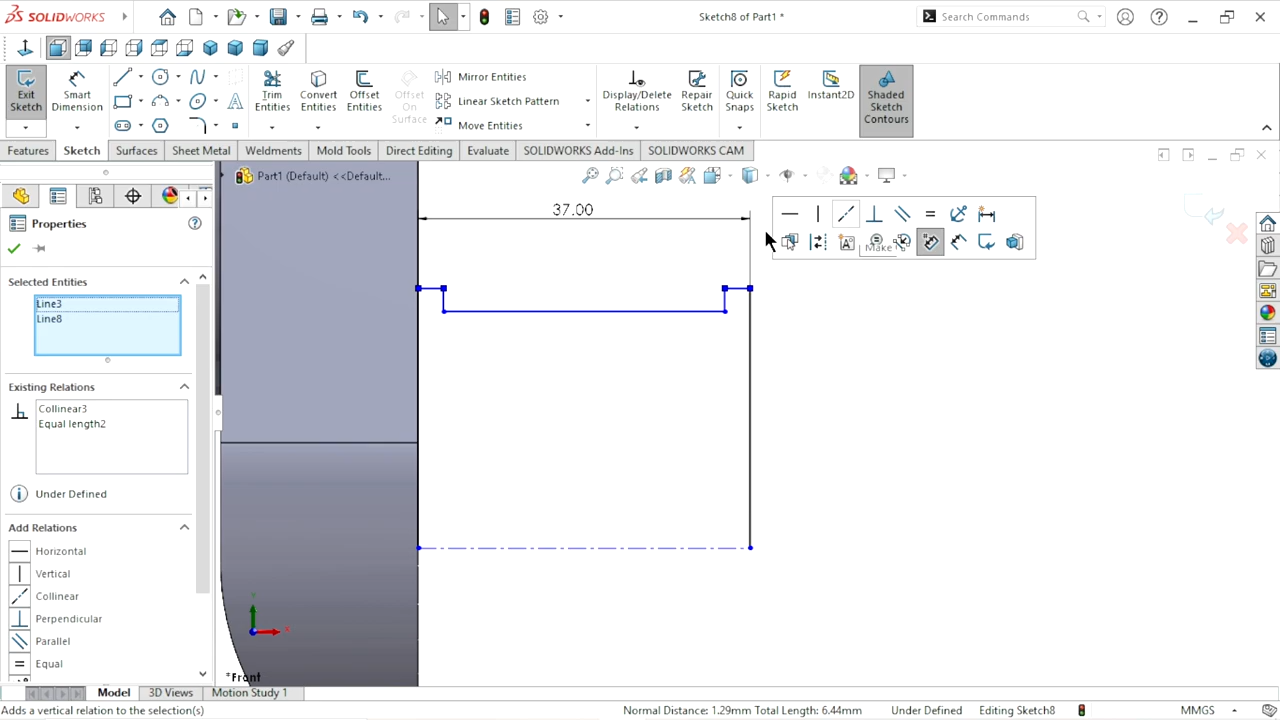 SOLIDWORKS
Sketch8 of Part1 *
Search Commands
Exit Sketch
Smart Dimension
Trim Entities
Convert Entities
Offset Entities
Offset On Surface
Mirror Entities
Linear Sketch Pattern
Move Entities
Display/Delete Relations
Repair Sketch
Quick Snaps
Rapid Sketch
Instant2D
Shaded Sketch Contours
Features
Sketch
Surfaces
Sheet Metal
Weldments
Mold Tools
Direct Editing
Evaluate
SOLIDWORKS Add-Ins
SOLIDWORKS CAM
Part1 (Default) <<Default...
Properties
Selected Entities
Line3
Line8
Existing Relations
Collinear3
Equal length2
Under Defined
Add Relations
Horizontal
Vertical
Collinear
Perpendicular
Parallel
Equal
37.00
Make
Y
X
*Front
Model
3D Views
Motion Study 1
Adds a vertical relation to the selection(s)
Normal Distance: 1.29mm Total Length: 6.44mm
Under Defined
Editing Sketch8
MMGS